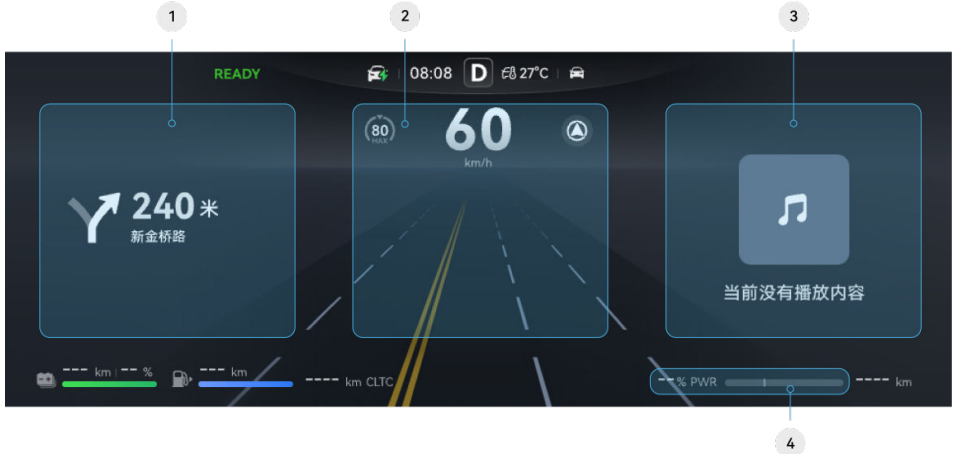 1
2
3
READY
08:08 D 27°C
80
MAX
60
km/h
240米
新金桥路
当前没有播放内容
--- km | -- %
--- km
---- km CLTC
--% PWR
---- km
4